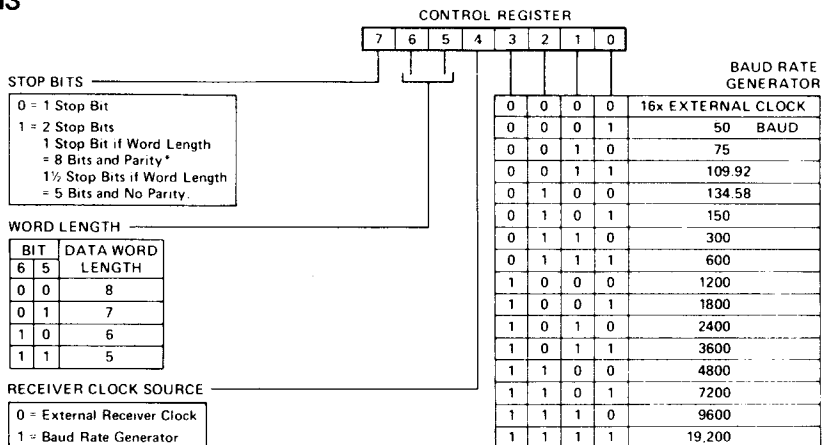 CONTROL REGISTER
7 6 5 4 3 2 1 0
STOP BITS
0 = 1 Stop Bit
1 = 2 Stop Bits
1 Stop Bit if Word Length
= 8 Bits and Parity*
1½ Stop Bits if Word Length
= 5 Bits and No Parity.
WORD LENGTH
BIT DATA WORD
6 5 LENGTH
0 0 8
0 1 7
1 0 6
1 1 5
RECEIVER CLOCK SOURCE
0 = External Receiver Clock
1 = Baud Rate Generator
BAUD RATE
GENERATOR
0 0 0 0 16x EXTERNAL CLOCK
0 0 0 1 50 BAUD
0 0 1 0 75
0 0 1 1 109.92
0 1 0 0 134.58
0 1 0 1 150
0 1 1 0 300
0 1 1 1 600
1 0 0 0 1200
1 0 0 1 1800
1 0 1 0 2400
1 0 1 1 3600
1 1 0 0 4800
1 1 0 1 7200
1 1 1 0 9600
1 1 1 1 19,200